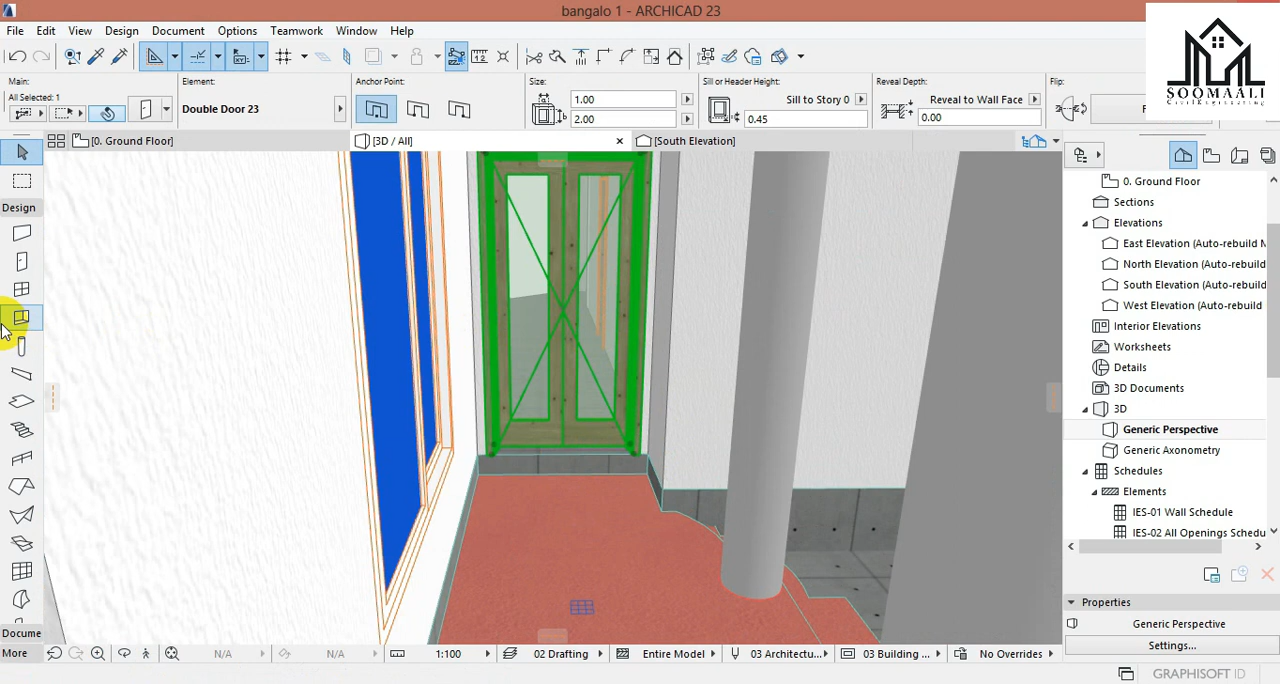 bangalo 1 - ARCHICAD 23
File Edit View Design Document Options Teamwork Window Help
SOOMAALI
Civil Engineering
Main:
All Selected: 1
Element:
Double Door 23
Anchor Point:
Size:
1.00
2.00
Sill or Header Height:
Sill to Story 0
0.45
Reveal Depth:
Reveal to Wall Face
0.00
Flip:
[0. Ground Floor]
[3D / All]
[South Elevation]
Design
0. Ground Floor
Sections
Elevations
East Elevation (Auto-rebuild M
North Elevation (Auto-rebuild
South Elevation (Auto-rebuild
West Elevation (Auto-rebuild
Interior Elevations
Worksheets
Details
3D Documents
3D
Generic Perspective
Generic Axonometry
Schedules
Elements
IES-01 Wall Schedule
IES-02 All Openings Schedu
Properties
Generic Perspective
Settings...
Docume
More
N/A
N/A
1:100
02 Drafting
Entire Model
03 Architectu...
03 Building ...
No Overrides
GRAPHISOFT ID